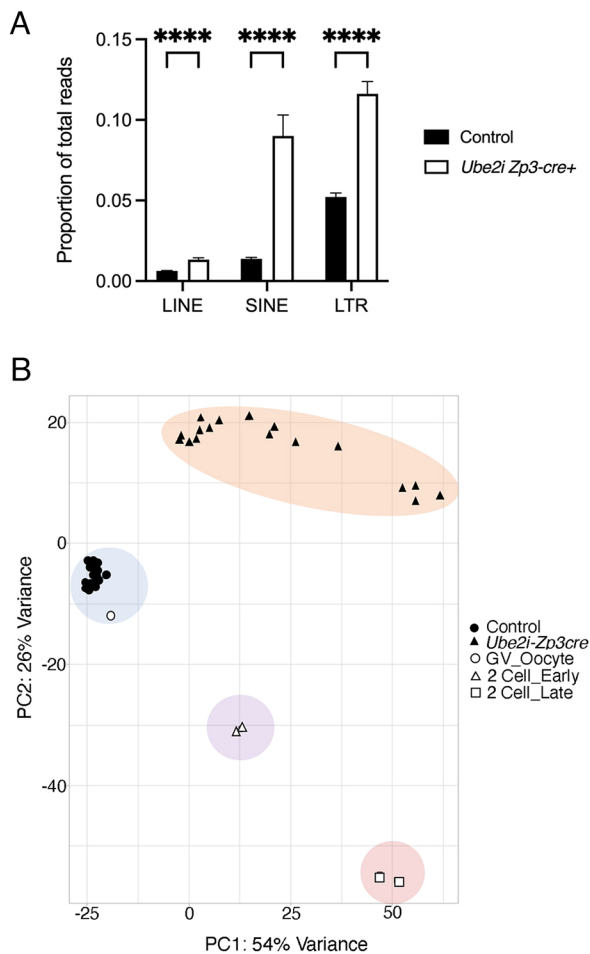 A
**** **** ****
0.15
0.10
0.05
0.00
Proportion of total reads
LINE SINE LTR
Control
Ube2i Zp3-cre+
B
20
0
-20
-40
PC2: 26% Variance
-25 0 25 50
PC1: 54% Variance
Control
Ube2i-Zp3cre
GV_Oocyte
2 Cell_Early
2 Cell_Late